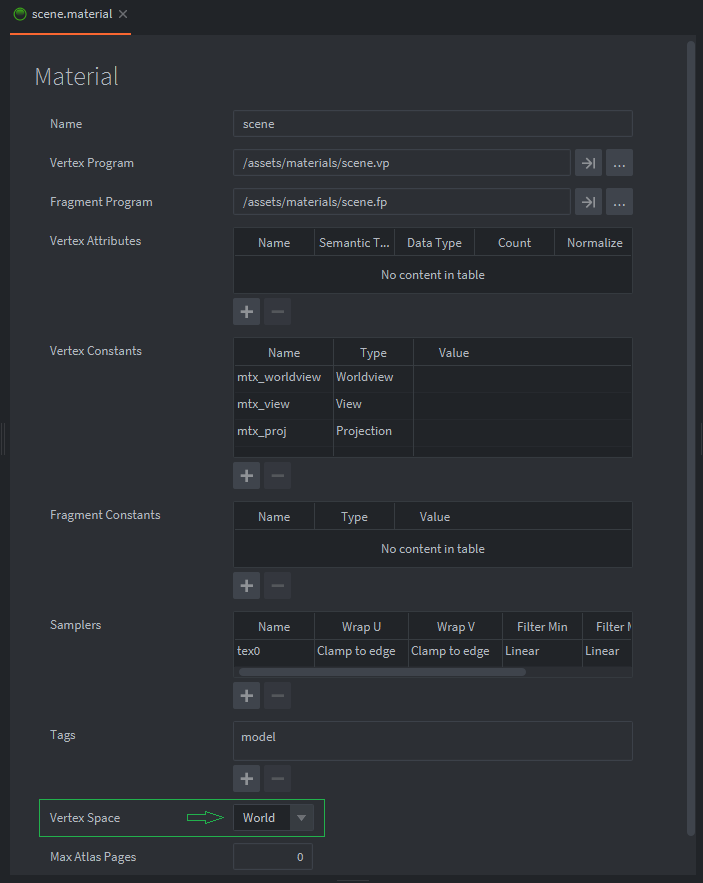 scene.material
Material
Name scene
Vertex Program /assets/materials/scene.vp ...
Fragment Program /assets/materials/scene.fp ...
Vertex Attributes Name Semantic T... Data Type Count Normalize
No content in table
+ −
Vertex Constants Name Type Value
mtx_worldview Worldview
mtx_view View
mtx_proj Projection
+ −
Fragment Constants Name Type Value
No content in table
+ −
Samplers Name Wrap U Wrap V Filter Min Filter M
tex0 Clamp to edge Clamp to edge Linear Linear
+ −
Tags model
+ −
Vertex Space World
Max Atlas Pages 0